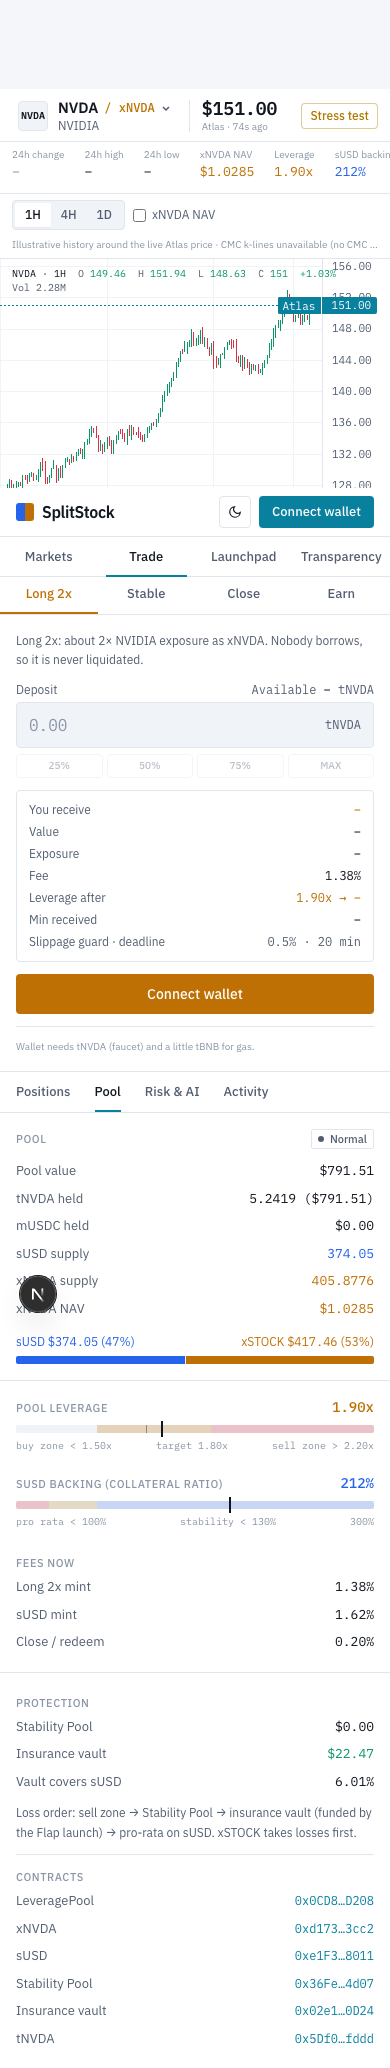 NVDA
NVDA / xNVDA
NVIDIA
$151.00
Atlas · 74s ago
Stress test
24h change 24h high 24h low xNVDA NAV Leverage sUSD backin
– – – $1.0285 1.90x 212%
1H 4H 1D xNVDA NAV
Illustrative history around the live Atlas price · CMC k-lines unavailable (no CMC …
NVDA · 1H O 149.46 H 151.94 L 148.63 C 151 +1.03%
Vol 2.28M
156.00
152.00
Atlas 151.00
148.00
144.00
140.00
136.00
132.00
128.00
SplitStock
Connect wallet
Markets Trade Launchpad Transparency
Long 2x Stable Close Earn
Long 2x: about 2× NVIDIA exposure as xNVDA. Nobody borrows,
so it is never liquidated.
Deposit Available – tNVDA
0.00 tNVDA
25% 50% 75% MAX
You receive –
Value –
Exposure –
Fee 1.38%
Leverage after 1.90x → –
Min received –
Slippage guard · deadline 0.5% · 20 min
Connect wallet
Wallet needs tNVDA (faucet) and a little tBNB for gas.
Positions Pool Risk & AI Activity
POOL Normal
Pool value $791.51
tNVDA held 5.2419 ($791.51)
mUSDC held $0.00
sUSD supply 374.05
xNVDA supply 405.8776
N
xNVDA NAV $1.0285
sUSD $374.05 (47%) xSTOCK $417.46 (53%)
POOL LEVERAGE 1.90x
buy zone < 1.50x target 1.80x sell zone > 2.20x
SUSD BACKING (COLLATERAL RATIO) 212%
pro rata < 100% stability < 130% 300%
FEES NOW
Long 2x mint 1.38%
sUSD mint 1.62%
Close / redeem 0.20%
PROTECTION
Stability Pool $0.00
Insurance vault $22.47
Vault covers sUSD 6.01%
Loss order: sell zone → Stability Pool → insurance vault (funded by
the Flap launch) → pro-rata on sUSD. xSTOCK takes losses first.
CONTRACTS
LeveragePool 0x0CD8…D208
xNVDA 0xd173…3cc2
sUSD 0xe1F3…8011
Stability Pool 0x36Fe…4d07
Insurance vault 0x02e1…0D24
tNVDA 0x5Df0…fddd